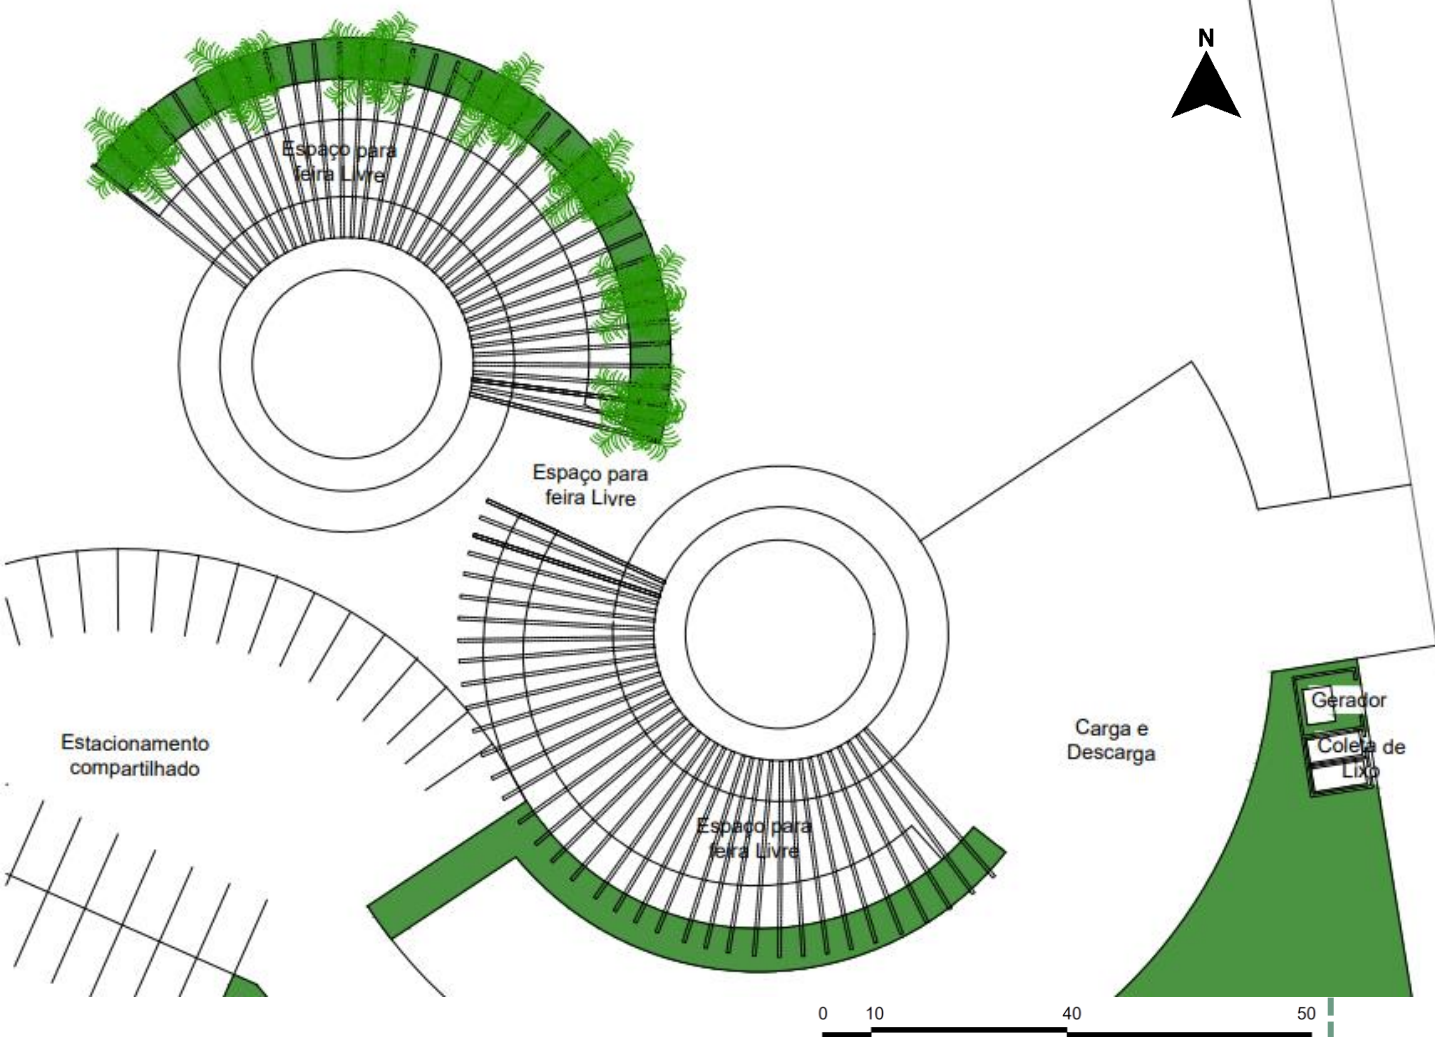 N
Espaço para
feira Livre
Espaço para
feira Livre
Gerador
Coleta de
Lixo
Carga e
Descarga
Estacionamento
compartilhado
Espaço para
feira Livre
0 10 40 50